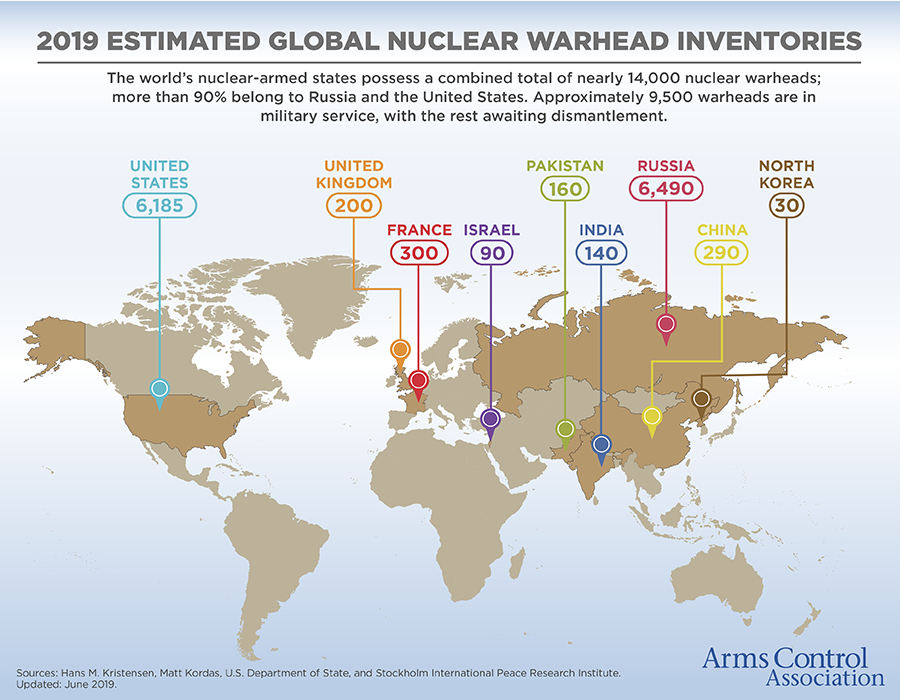 2019 ESTIMATED GLOBAL NUCLEAR WARHEAD INVENTORIES
The world's nuclear-armed states possess a combined total of nearly 14,000 nuclear warheads;
more than 90% belong to Russia and the United States. Approximately 9,500 warheads are in
military service, with the rest awaiting dismantlement.
UNITED
STATES
6,185
UNITED
KINGDOM
200
FRANCE
300
ISRAEL
90
PAKISTAN
160
INDIA
140
RUSSIA
6,490
CHINA
290
NORTH
KOREA
30
Sources: Hans M. Kristensen, Matt Kordas, U.S. Department of State, and Stockholm International Peace Research Institute.
Updated: June 2019.
Arms Control
Association